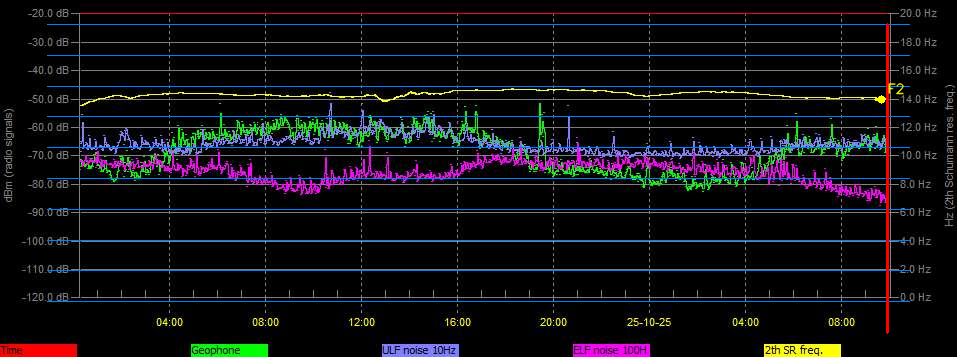 -20.0 dB 20.0 Hz
-30.0 dB 18.0 Hz
-40.0 dB 16.0 Hz
-50.0 dB F2 14.0 Hz
-60.0 dB 12.0 Hz
-70.0 dB 10.0 Hz
-80.0 dB 8.0 Hz
-90.0 dB 6.0 Hz
-100.0 dB 4.0 Hz
-110.0 dB 2.0 Hz
-120.0 dB 0.0 Hz
dBm (radio signals)
Hz (2th Schumann res. freq.)
04:00 08:00 12:00 16:00 20:00 25-10-25 04:00 08:00
Time Geophone ULF noise 10Hz ELF noise 100H 2th SR freq.